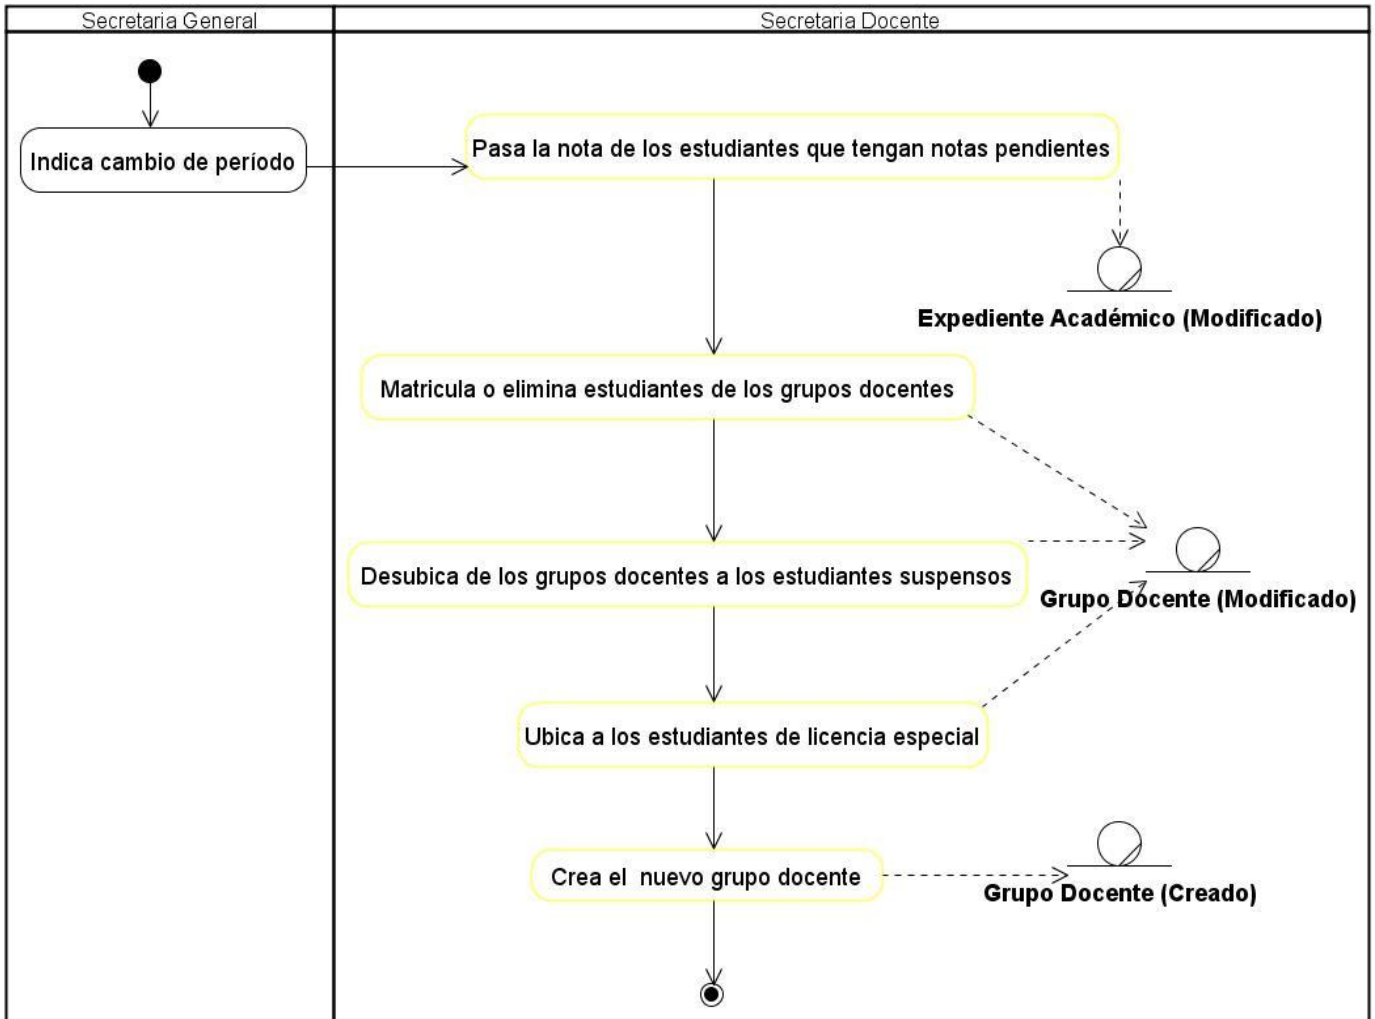 Secretaria General
Secretaria Docente
Indica cambio de período
Pasa la nota de los estudiantes que tengan notas pendientes
Expediente Académico (Modificado)
Matricula o elimina estudiantes de los grupos docentes
Desubica de los grupos docentes a los estudiantes suspensos
Grupo Docente (Modificado)
Ubica a los estudiantes de licencia especial
Crea el nuevo grupo docente
Grupo Docente (Creado)